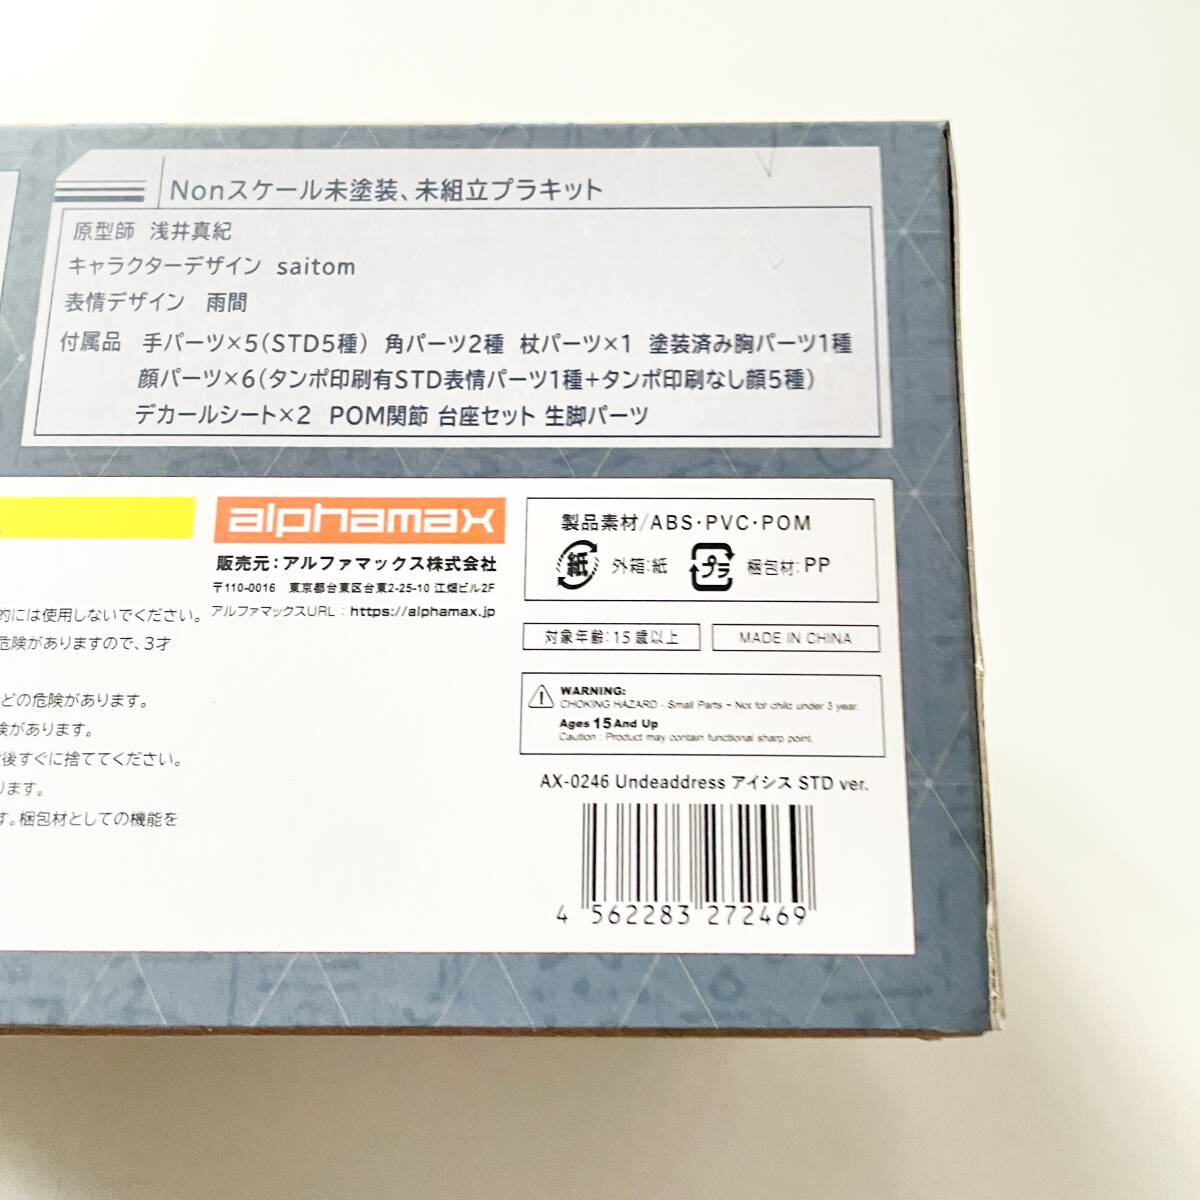 Nonスケール未塗装、未組立プラキット
原型師 浅井真紀
キャラクターデザイン saitom
表情デザイン 雨間
付属品 手パーツ×5(STD5種) 角パーツ2種 杖パーツ×1 塗装済み胸パーツ1種
顔パーツ×6(タンポ印刷有STD表情パーツ1種+タンポ印刷なし顔5種)
デカールシート×2 POM関節 台座セット 生脚パーツ
alphamax
販売元:アルファマックス株式会社
〒110-0016 東京都台東区台東2-25-10 江畑ビル2F
アルファマックスURL:https://alphamax.jp
的には使用しないでください。
危険がありますので、3才
どの危険があります。
険があります。
後すぐに捨ててください。
ります。
す。梱包材としての機能を
製品素材/ABS・PVC・POM
紙 外箱:紙 プラ 梱包材:PP
対象年齢:15歳以上
MADE IN CHINA
WARNING:
CHOKING HAZARD - Small Parts - Not for child under 3 year.
Ages 15 And Up
Caution : Product may contain functional sharp point.
AX-0246 Undeaddress アイシス STD ver.
4 562283 272469